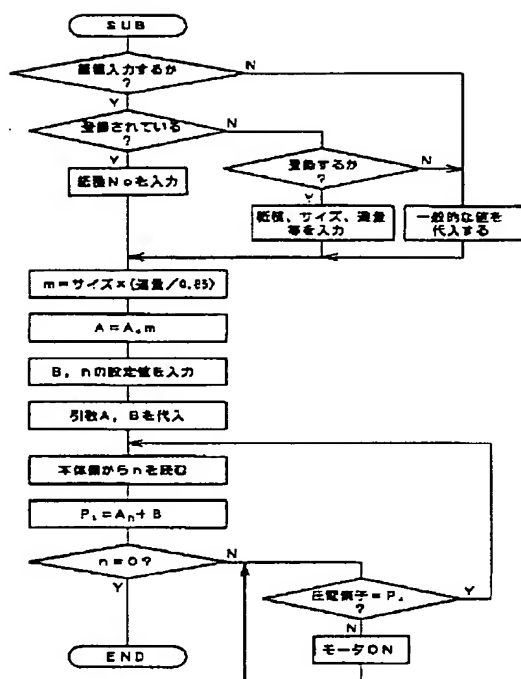 SUB
紙種入力するか
?
N
Y
登録されている
?
N
Y
登録するか
?
N
Y
紙種Noを入力
紙種、サイズ、連量
等を入力
一般的な値を
代入する
m=サイズ×(連量/0.85)
A=A₀m
B, nの設定値を入力
引数A, Bを代入
本体側からnを読む
P₁=An+B
n=0?
N
Y
圧電素子=P₁
?
Y
N
モータON
END